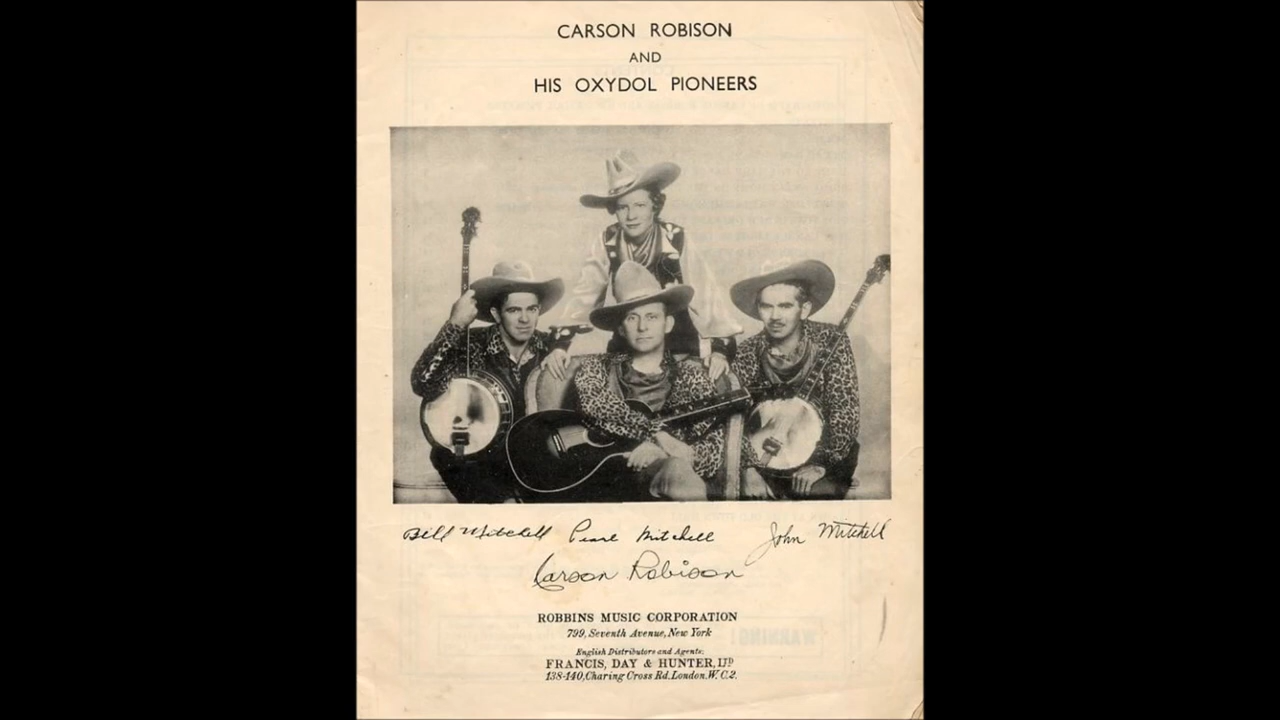 CARSON ROBISON
AND
HIS OXYDOL PIONEERS
Bill Mitchell Pearl Mitchell John Mitchell
Carson Robison
ROBBINS MUSIC CORPORATION
799, Seventh Avenue, New York
English Distributors and Agents:
FRANCIS, DAY & HUNTER, LTD
138-140, Charing Cross Rd. London. W.C.2.
WARNING!